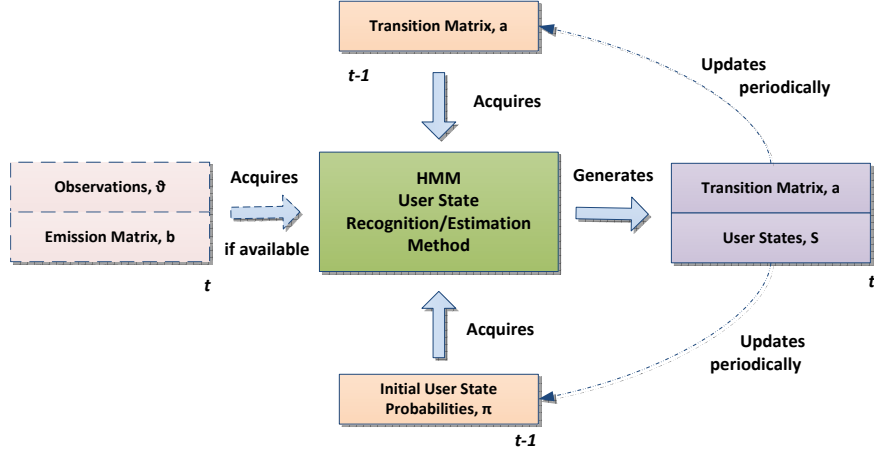 Transition Matrix, a
t-1
Acquires
Updates
periodically
Observations, ϑ
Emission Matrix, b
t
Acquires
if available
HMM
User State
Recognition/Estimation
Method
Generates
Transition Matrix, a
User States, S
t
Acquires
Updates
periodically
Initial User State
Probabilities, π
t-1